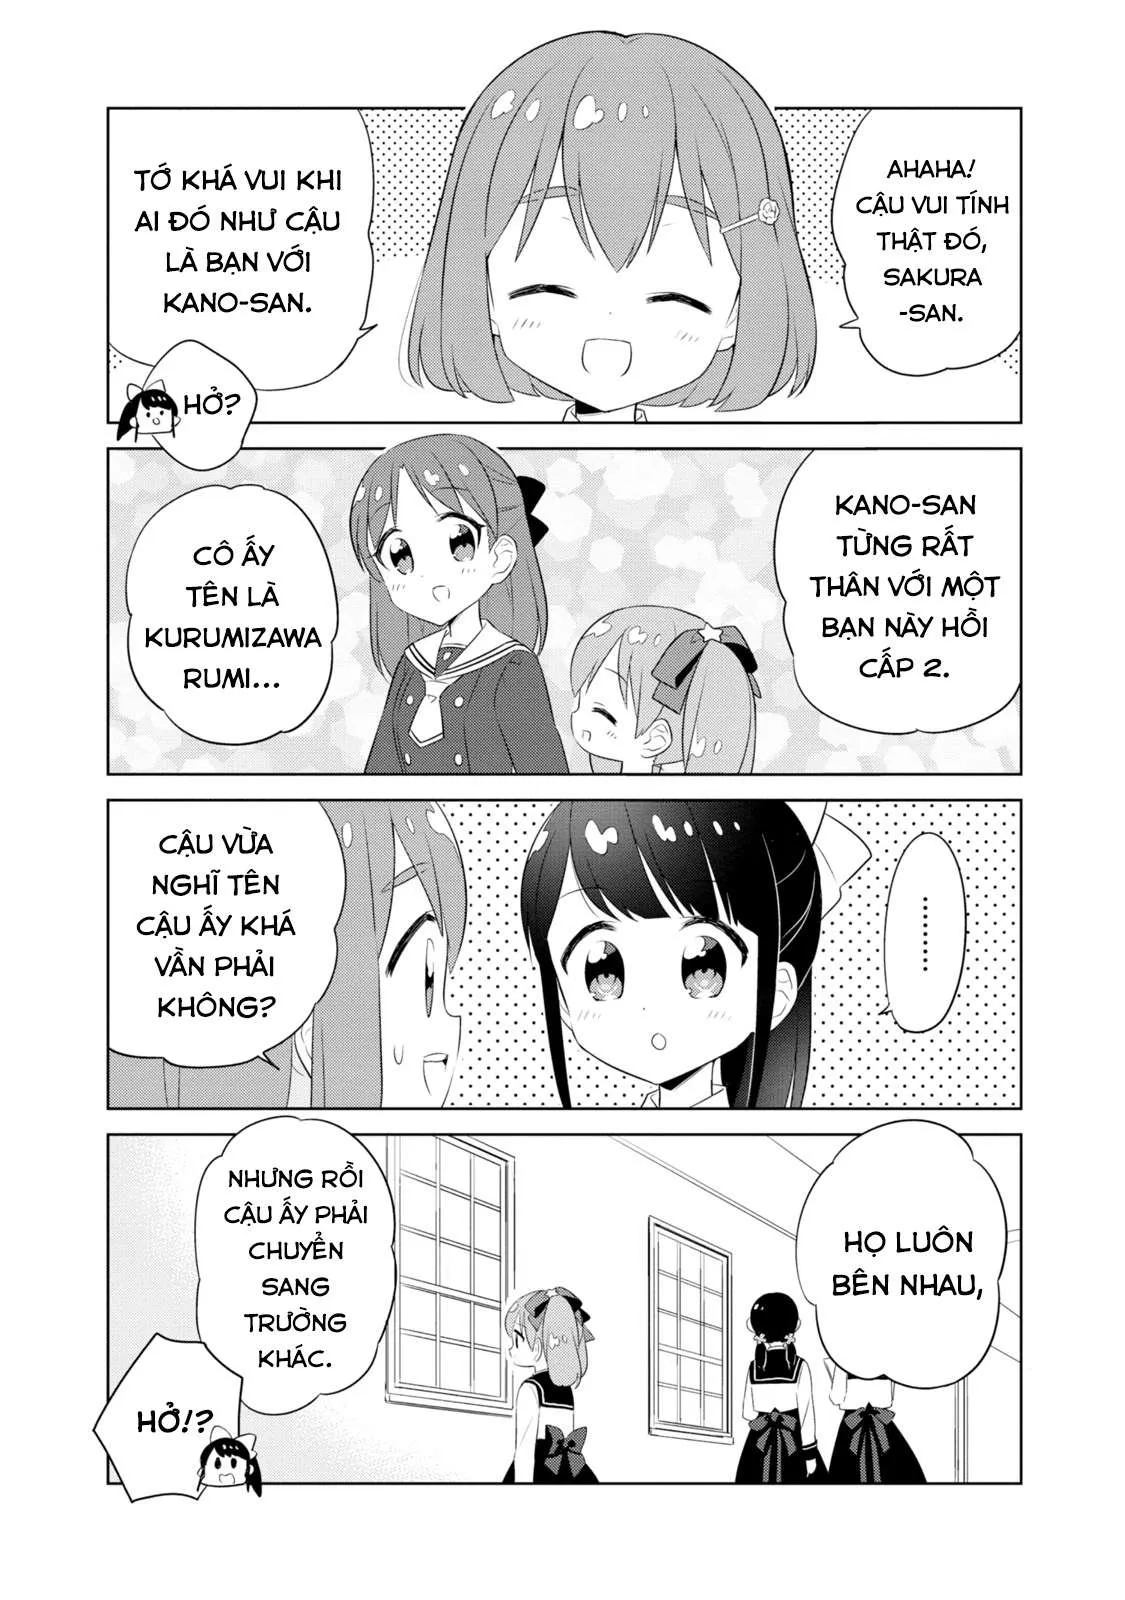 AHAHA!
CẬU VUI TÍNH
THẬT ĐÓ,
SAKURA
-SAN.
TỚ KHÁ VUI KHI
AI ĐÓ NHƯ CẬU
LÀ BẠN VỚI
KANO-SAN.
HỞ?
KANO-SAN
TỪNG RẤT
THÂN VỚI MỘT
BẠN NÀY HỒI
CẤP 2.
CÔ ẤY
TÊN LÀ
KURUMIZAWA
RUMI...
.........
CẬU VỪA
NGHĨ TÊN
CẬU ẤY KHÁ
VẦN PHẢI
KHÔNG?
HỌ LUÔN
BÊN NHAU,
NHƯNG RỒI
CẬU ẤY PHẢI
CHUYỂN
SANG
TRƯỜNG
KHÁC.
HỞ!?